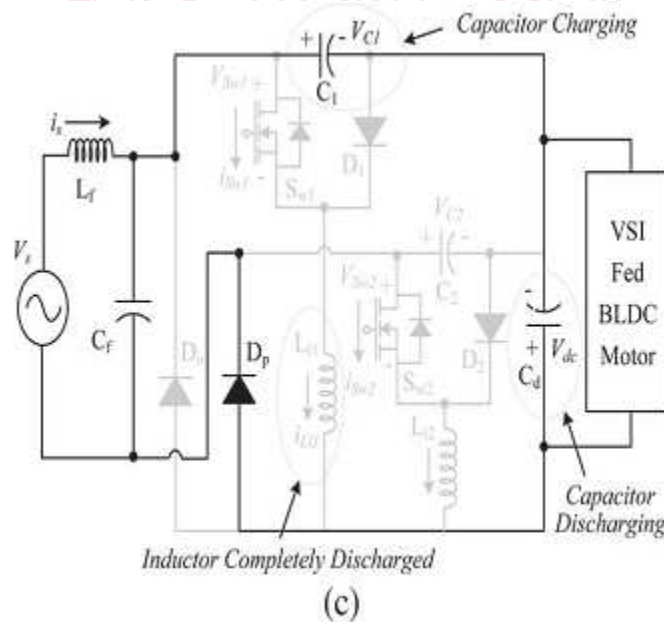 Capacitor Charging
+ - V_C1
C_1
i_s
V_Sw1 +
i_Sw1 -
S_w1
D_1
L_f
V_s
C_f
V_C2
+ -
C_2
VSI
Fed
BLDC
Motor
V_Sw2 +
i_Sw2 -
S_w2
D_2
D_n
D_p
L_i1
i_Li1
L_i2
-
+
C_d
V_dc
Capacitor
Discharging
Inductor Completely Discharged
(c)